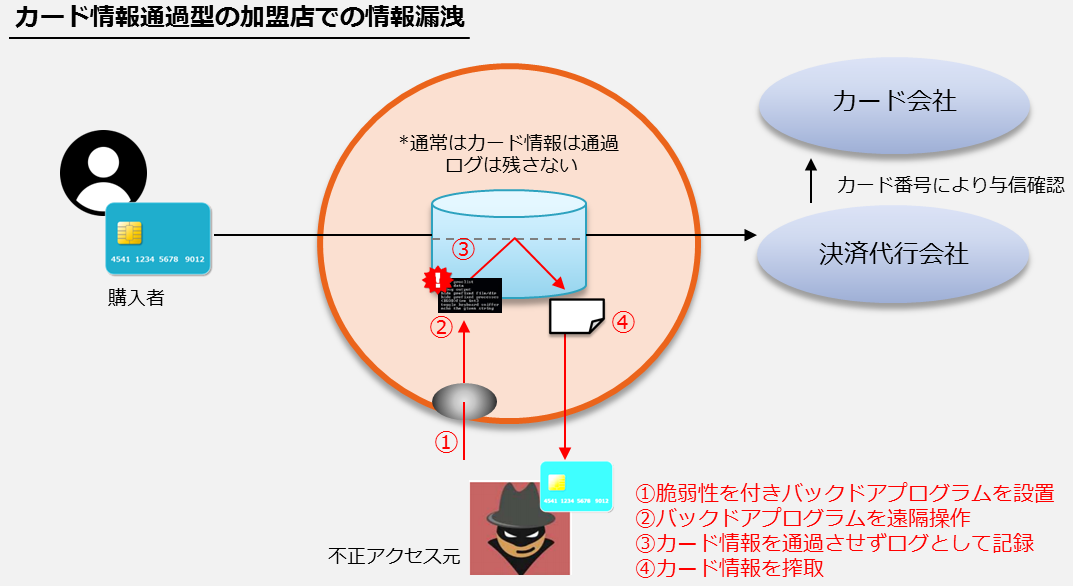 カード情報通過型の加盟店での情報漏洩
カード会社
*通常はカード情報は通過
ログは残さない
カード番号により与信確認
決済代行会社
③
4541 1234 5678 9012
購入者
!
②
④
①
4541 1234 5678 9012
不正アクセス元
①脆弱性を付きバックドアプログラムを設置
②バックドアプログラムを遠隔操作
③カード情報を通過させずログとして記録
④カード情報を搾取